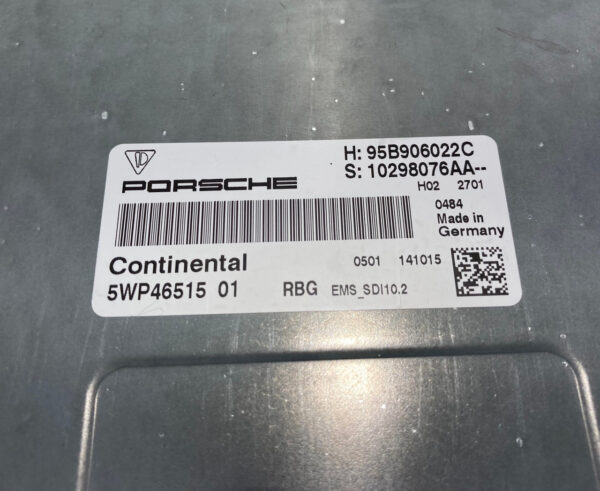 H: 95B906022C
PORSCHE
S: 10298076AA--
H02 2701
0484
Made in
Germany
Continental
0501 141015
5WP46515 01
RBG EMS_SDI10.2